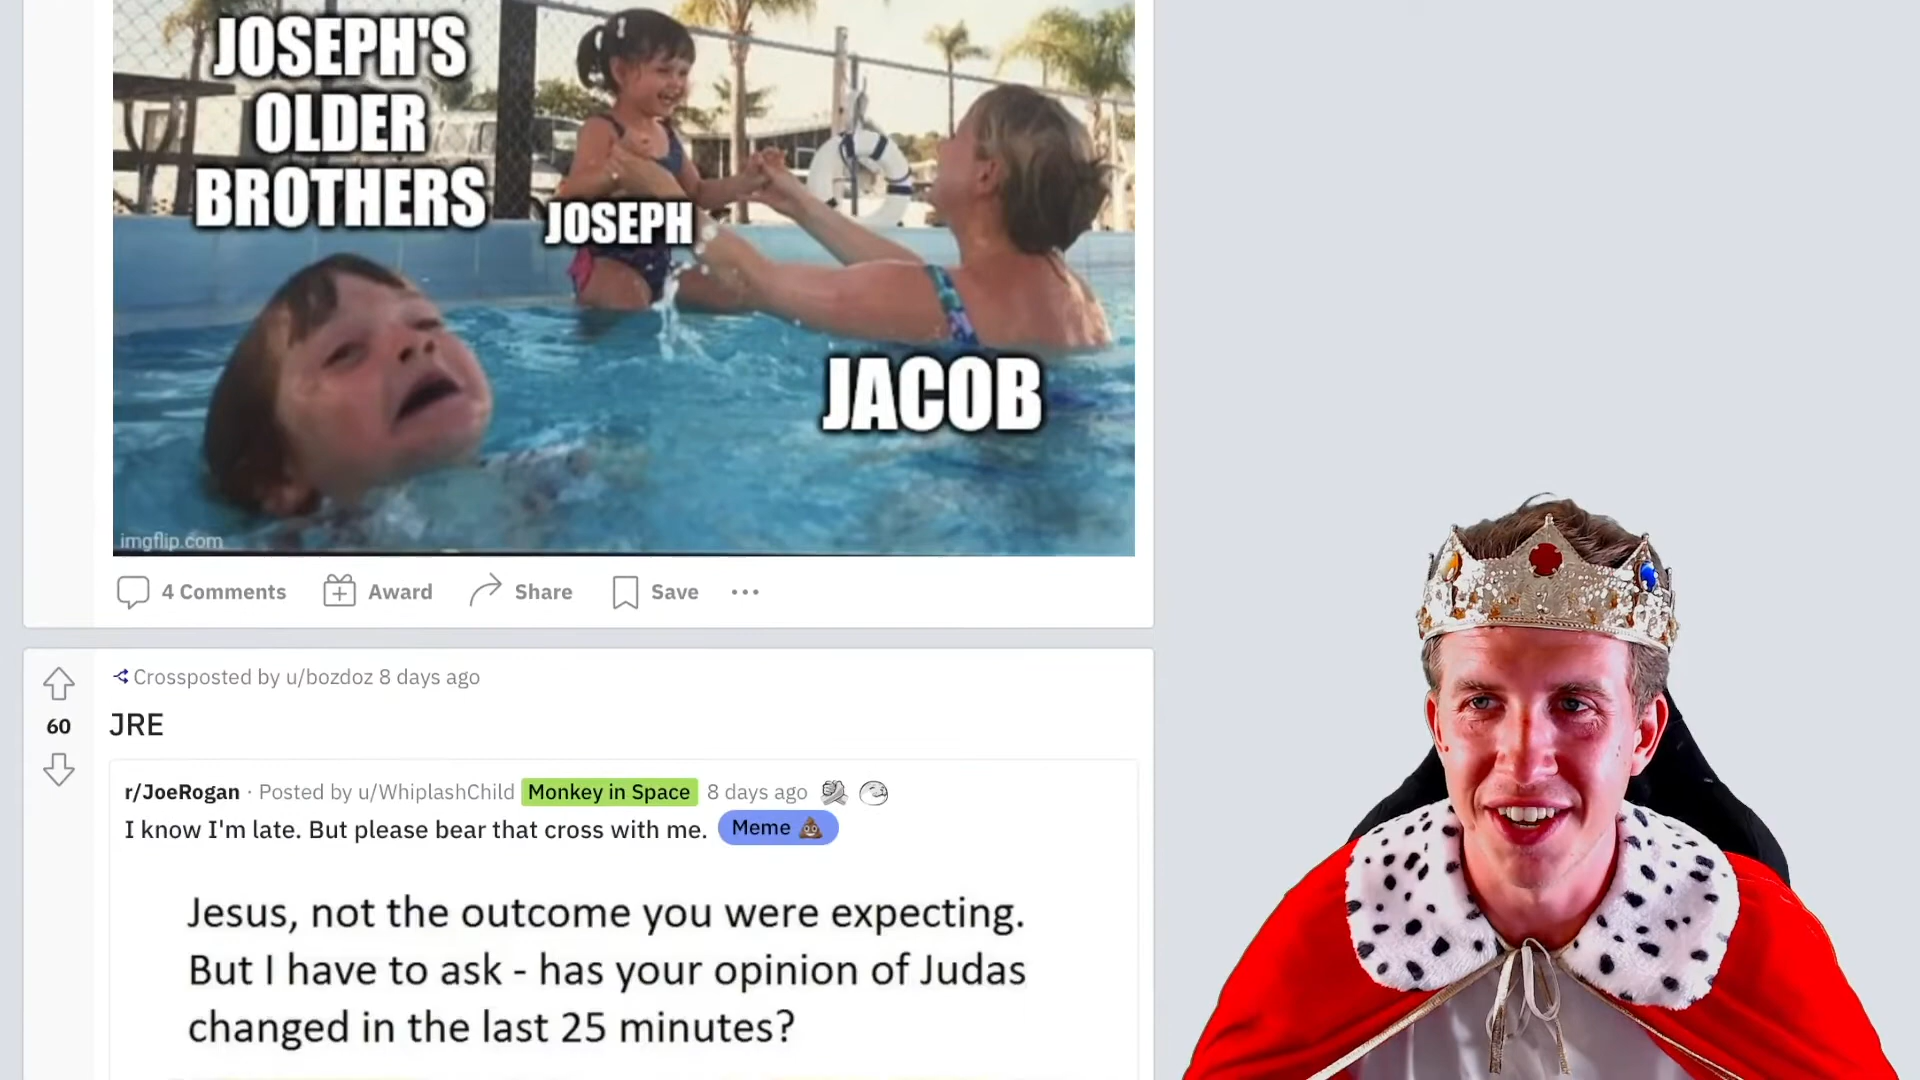 JOSEPH'S
OLDER
BROTHERS
JOSEPH
JACOB
imgflip.com
4 Comments Award Share Save
Crossposted by u/bozdoz 8 days ago
60
JRE
r/JoeRogan · Posted by u/WhiplashChild Monkey in Space 8 days ago
I know I'm late. But please bear that cross with me. Meme
Jesus, not the outcome you were expecting.
But I have to ask - has your opinion of Judas
changed in the last 25 minutes?